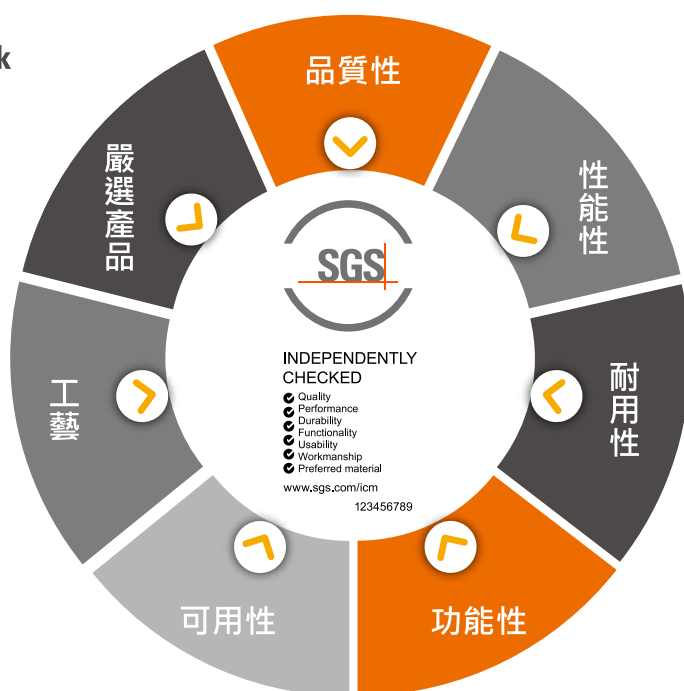 k
品質性
性能性
耐用性
功能性
可用性
工藝
嚴選產品
SGS
INDEPENDENTLY
CHECKED
Quality
Performance
Durability
Functionality
Usability
Workmanship
Preferred material
www.sgs.com/icm
123456789